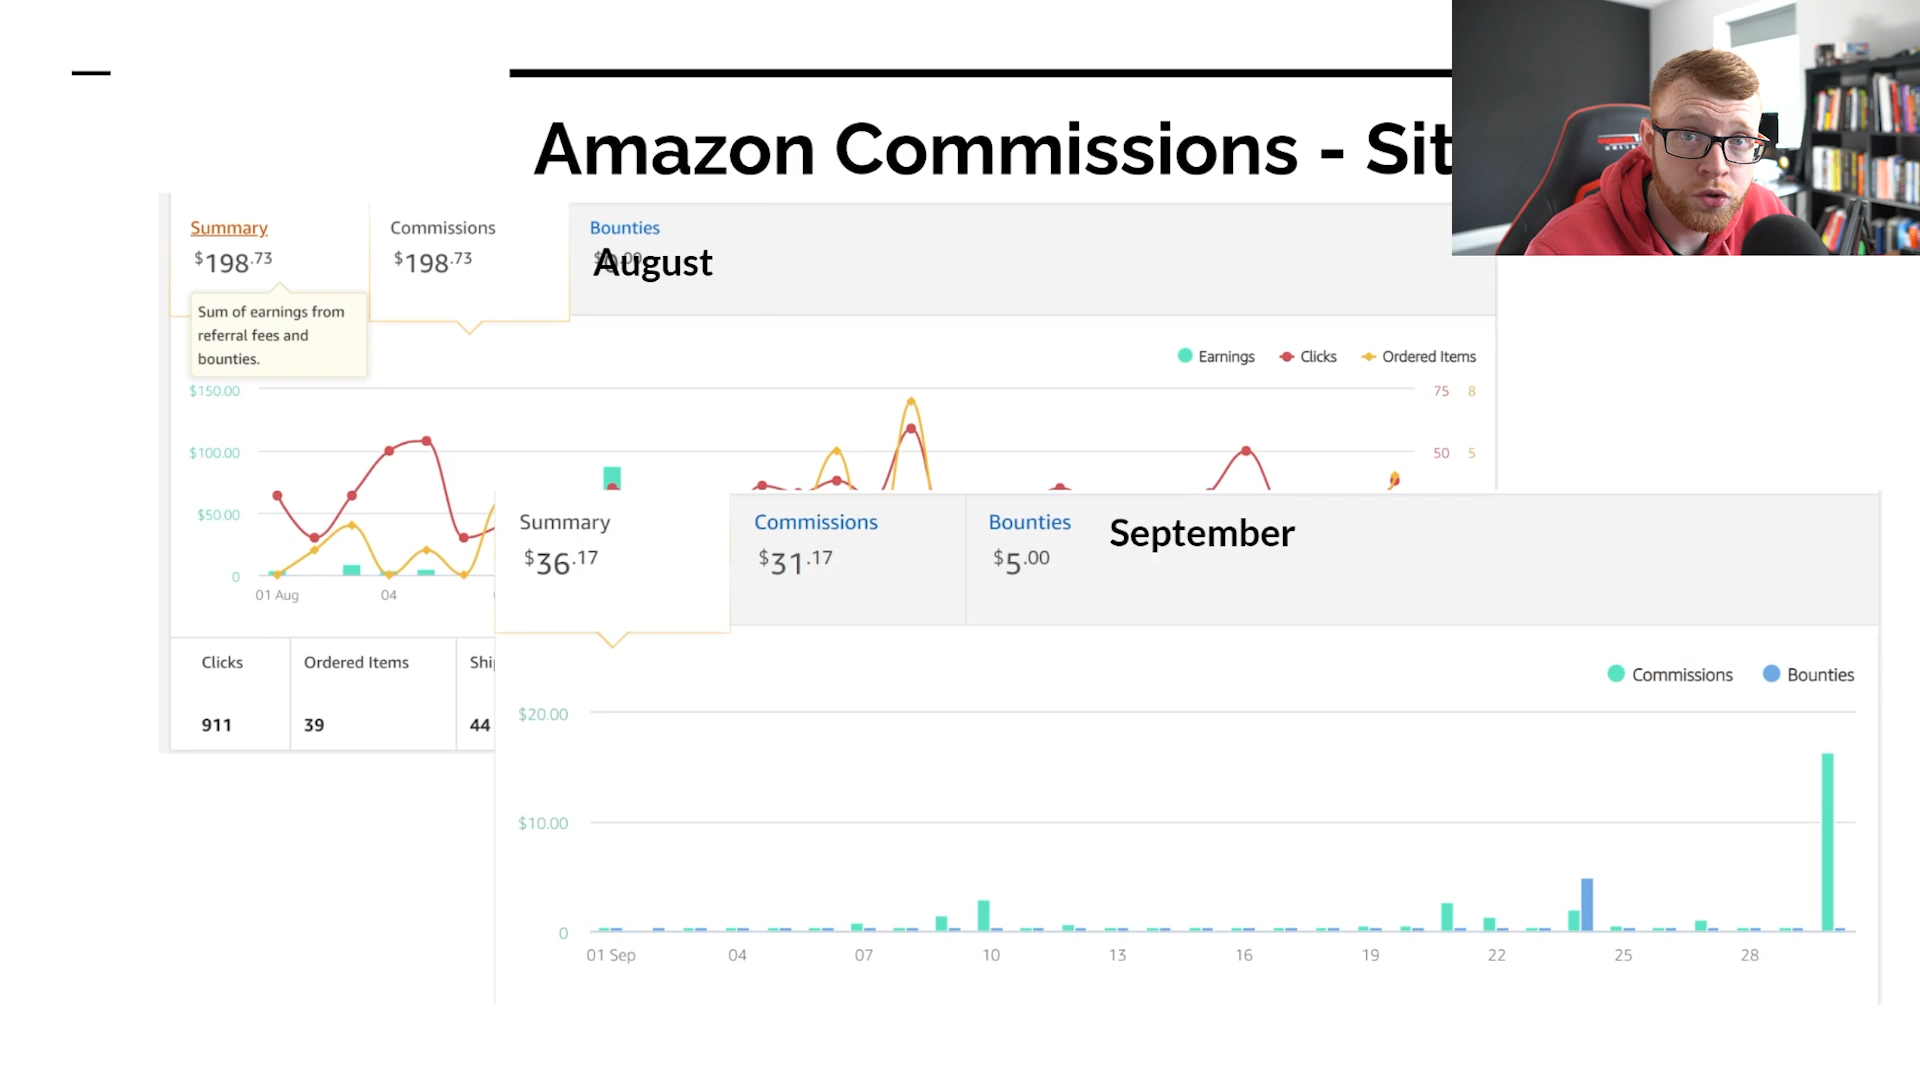 Amazon Commissions - Sit
Summary
Commissions
Bounties
$198.73
$198.73
August
Sum of earnings from
referral fees and
bounties.
Earnings
Clicks
Ordered Items
$150.00
75
8
$100.00
50
5
$50.00
0
01 Aug
04
Clicks
Ordered Items
Shi
911
39
44
Summary
Commissions
Bounties
September
$36.17
$31.17
$5.00
Commissions
Bounties
$20.00
$10.00
0
01 Sep
04
07
10
13
16
19
22
25
28